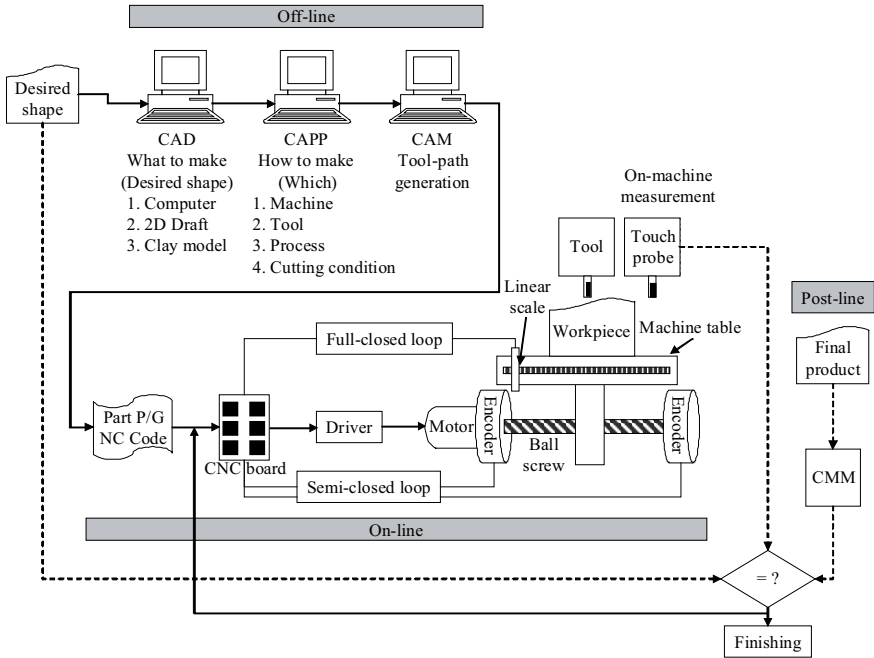 Off-line
Desired
shape
CAD
What to make
(Desired shape)
1. Computer
2. 2D Draft
3. Clay model
CAPP
How to make
(Which)
1. Machine
2. Tool
3. Process
4. Cutting condition
CAM
Tool-path
generation
On-machine
measurement
Tool
Touch
probe
Linear
scale
Workpiece
Machine table
Post-line
Final
product
Full-closed loop
Part P/G
NC Code
CNC board
Driver
Motor
Encoder
Ball
screw
Encoder
Semi-closed loop
CMM
On-line
= ?
Finishing